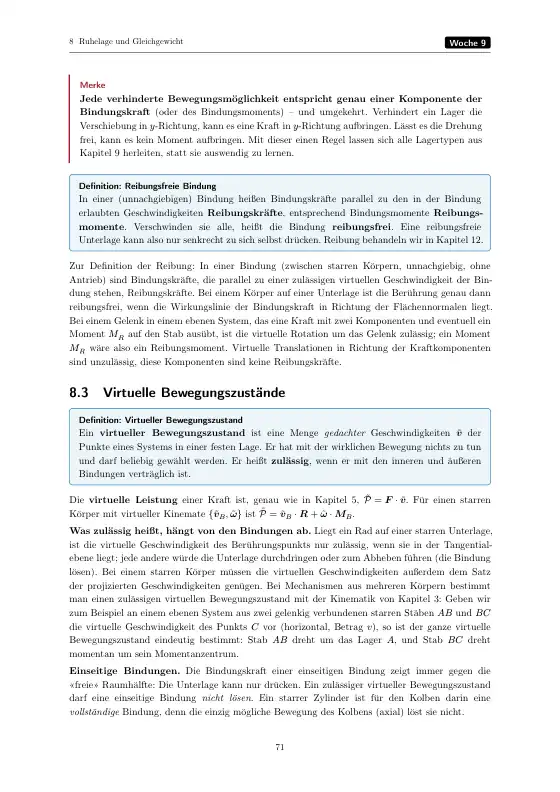 8 Ruhelage und Gleichgewicht
Woche 9
Merke
Jede verhinderte Bewegungsmöglichkeit entspricht genau einer Komponente der
Bindungskraft (oder des Bindungsmoments) – und umgekehrt. Verhindert ein Lager die
Verschiebung in y-Richtung, kann es eine Kraft in y-Richtung aufbringen. Lässt es die Drehung
frei, kann es kein Moment aufbringen. Mit dieser einen Regel lassen sich alle Lagertypen aus
Kapitel 9 herleiten, statt sie auswendig zu lernen.
Definition: Reibungsfreie Bindung
In einer (unnachgiebigen) Bindung heißen Bindungskräfte parallel zu den in der Bindung
erlaubten Geschwindigkeiten Reibungskräfte, entsprechend Bindungsmomente Reibungs-
momente. Verschwinden sie alle, heißt die Bindung reibungsfrei. Eine reibungsfreie
Unterlage kann also nur senkrecht zu sich selbst drücken. Reibung behandeln wir in Kapitel 12.
Zur Definition der Reibung: In einer Bindung (zwischen starren Körpern, unnachgiebig, ohne
Antrieb) sind Bindungskräfte, die parallel zu einer zulässigen virtuellen Geschwindigkeit der Bin-
dung stehen, Reibungskräfte. Bei einem Körper auf einer Unterlage ist die Berührung genau dann
reibungsfrei, wenn die Wirkungslinie der Bindungskraft in Richtung der Flächennormalen liegt.
Bei einem Gelenk in einem ebenen System, das eine Kraft mit zwei Komponenten und eventuell ein
Moment M_R auf den Stab ausübt, ist die virtuelle Rotation um das Gelenk zulässig; ein Moment
M_R wäre also ein Reibungsmoment. Virtuelle Translationen in Richtung der Kraftkomponenten
sind unzulässig, diese Komponenten sind keine Reibungskräfte.
8.3 Virtuelle Bewegungszustände
Definition: Virtueller Bewegungszustand
Ein virtueller Bewegungszustand ist eine Menge gedachter Geschwindigkeiten ṽ der
Punkte eines Systems in einer festen Lage. Er hat mit der wirklichen Bewegung nichts zu tun
und darf beliebig gewählt werden. Er heißt zulässig, wenn er mit den inneren und äußeren
Bindungen verträglich ist.
Die virtuelle Leistung einer Kraft ist, genau wie in Kapitel 5, P̃ = F · ṽ. Für einen starren
Körper mit virtueller Kinemate {ṽ_B, ω̃} ist P̃ = ṽ_B · R + ω̃ · M_B.
Was zulässig heißt, hängt von den Bindungen ab. Liegt ein Rad auf einer starren Unterlage,
ist die virtuelle Geschwindigkeit des Berührungspunkts nur zulässig, wenn sie in der Tangential-
ebene liegt; jede andere würde die Unterlage durchdringen oder zum Abheben führen (die Bindung
lösen). Bei einem starren Körper müssen die virtuellen Geschwindigkeiten außerdem dem Satz
der projizierten Geschwindigkeiten genügen. Bei Mechanismen aus mehreren Körpern bestimmt
man einen zulässigen virtuellen Bewegungszustand mit der Kinematik von Kapitel 3: Geben wir
zum Beispiel an einem ebenen System aus zwei gelenkig verbundenen starren Stäben AB und BC
die virtuelle Geschwindigkeit des Punkts C vor (horizontal, Betrag v), so ist der ganze virtuelle
Bewegungszustand eindeutig bestimmt: Stab AB dreht um das Lager A, und Stab BC dreht
momentan um sein Momentanzentrum.
Einseitige Bindungen. Die Bindungskraft einer einseitigen Bindung zeigt immer gegen die
«freie» Raumhälfte: Die Unterlage kann nur drücken. Ein zulässiger virtueller Bewegungszustand
darf eine einseitige Bindung nicht lösen. Ein starrer Zylinder ist für den Kolben darin eine
vollständige Bindung, denn die einzig mögliche Bewegung des Kolbens (axial) löst sie nicht.
71